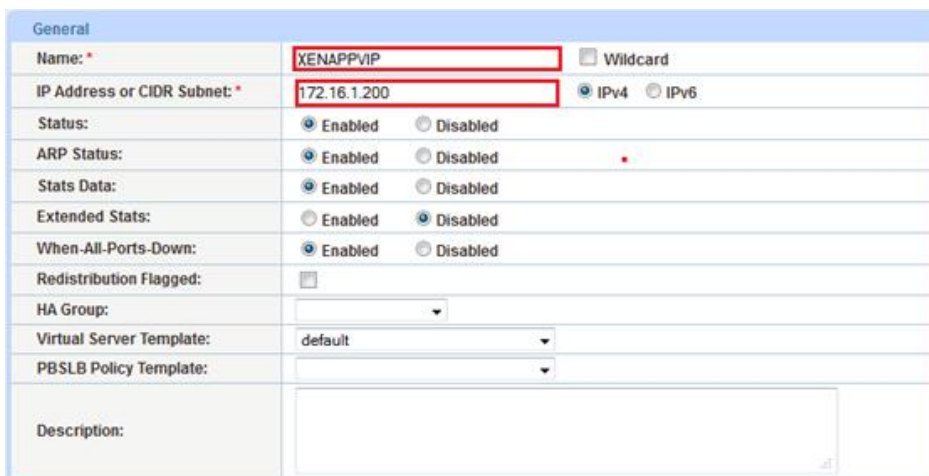 General
Name: * XENAPPVIP Wildcard
IP Address or CIDR Subnet: * 172.16.1.200 IPv4 IPv6
Status: Enabled Disabled
ARP Status: Enabled Disabled
Stats Data: Enabled Disabled
Extended Stats: Enabled Disabled
When-All-Ports-Down: Enabled Disabled
Redistribution Flagged:
HA Group:
Virtual Server Template: default
PBSLB Policy Template:
Description: